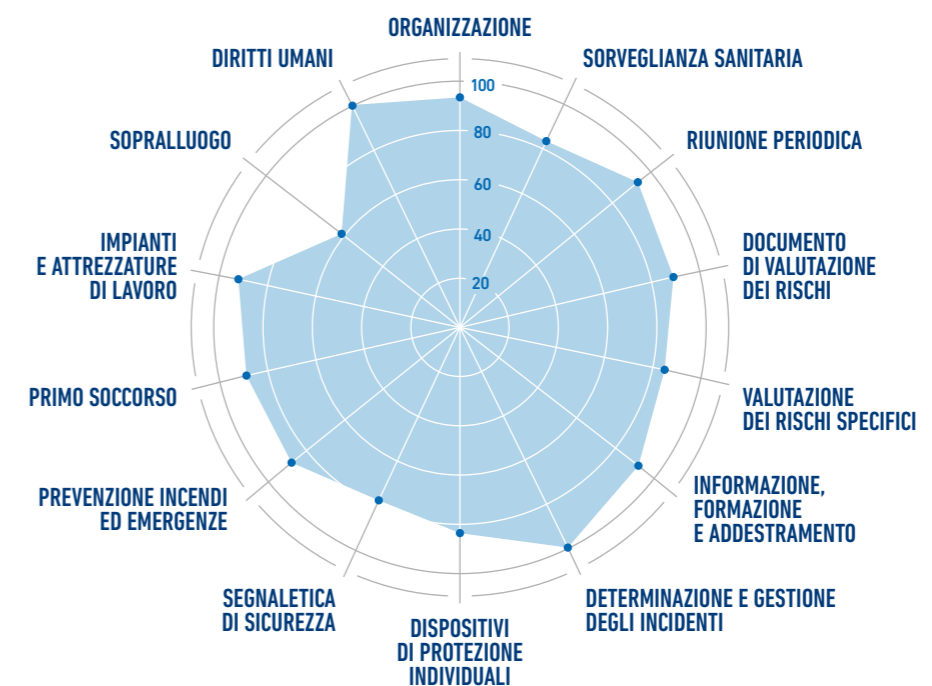 ORGANIZZAZIONE
SORVEGLIANZA SANITARIA
RIUNIONE PERIODICA
DOCUMENTO
DI VALUTAZIONE
DEI RISCHI
VALUTAZIONE
DEI RISCHI SPECIFICI
INFORMAZIONE,
FORMAZIONE
E ADDESTRAMENTO
DETERMINAZIONE E GESTIONE
DEGLI INCIDENTI
DISPOSITIVI
DI PROTEZIONE
INDIVIDUALI
SEGNALETICA
DI SICUREZZA
PREVENZIONE INCENDI
ED EMERGENZE
PRIMO SOCCORSO
IMPIANTI
E ATTREZZATURE
DI LAVORO
SOPRALLUOGO
DIRITTI UMANI
100
80
60
40
20